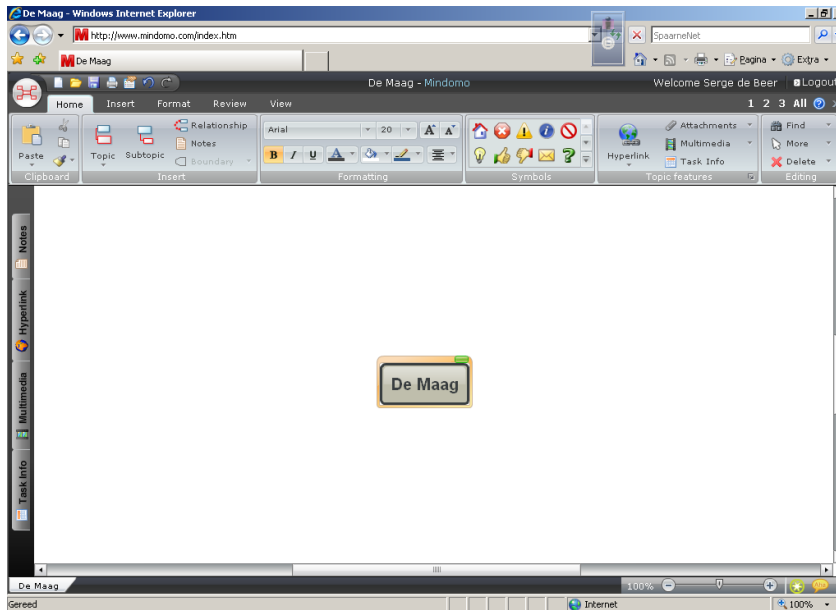 De Maag - Windows Internet Explorer
http://www.mindomo.com/index.htm
SpaarneNet
De Maag
Pagina
Extra
De Maag - Mindomo
Welcome Serge de Beer
Logout
Home Insert Format Review View
1 2 3 All
Paste
Clipboard
Topic
Subtopic
Relationship
Notes
Boundary
Insert
Arial
20
A A
B I U A
Formatting
Symbols
Hyperlink
Attachments
Multimedia
Task Info
Topic features
Find
More
Delete
Editing
Notes
Hyperlink
Multimedia
Task Info
De Maag
De Maag
100%
Gereed
Internet
100%